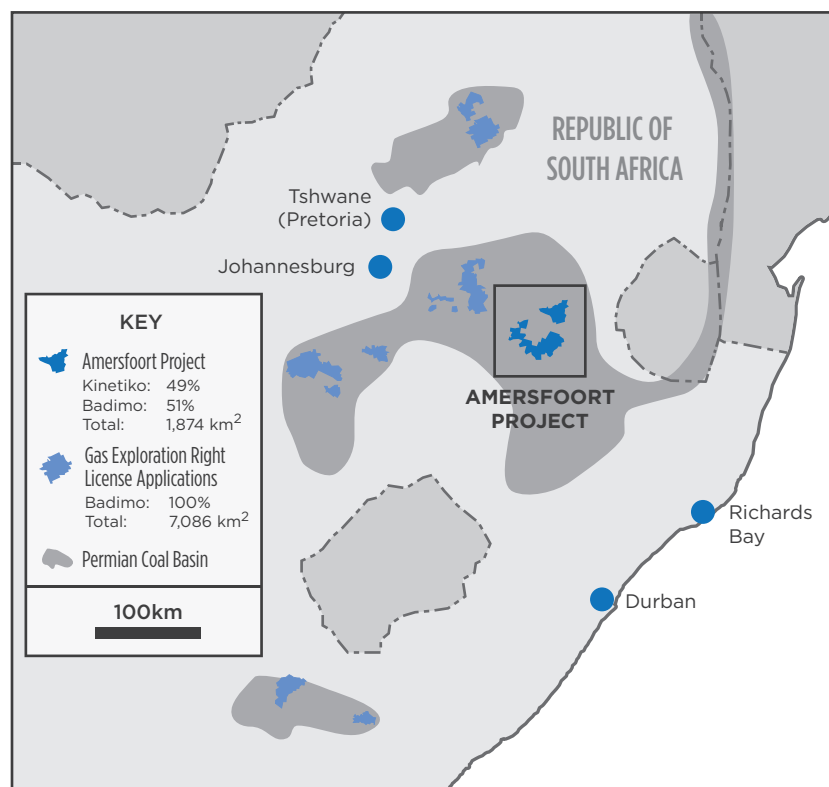 REPUBLIC OF
SOUTH AFRICA
Tshwane
(Pretoria)
Johannesburg
KEY
Amersfoort Project
Kinetiko: 49%
Badimo: 51%
Total: 1,874 km²
Gas Exploration Right
License Applications
Badimo: 100%
Total: 7,086 km²
Permian Coal Basin
100km
AMERSFOORT
PROJECT
Richards
Bay
Durban